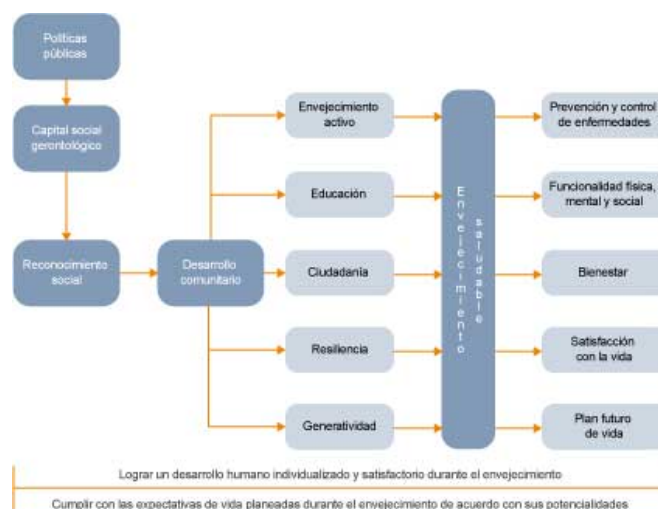 Políticas
públicas
Capital social
gerontológico
Reconocimiento
social
Desarrollo
comunitario
Envejecimiento
activo
Educación
Ciudadanía
Resiliencia
Generatividad
Envejecimiento
saludable
Prevención y control
de enfermedades
Funcionalidad física,
mental y social
Bienestar
Satisfacción
con la vida
Plan futuro
de vida
Lograr un desarrollo humano individualizado y satisfactorio durante el envejecimiento
Cumplir con las expectativas de vida planeadas durante el envejecimiento de acuerdo con sus potencialidades